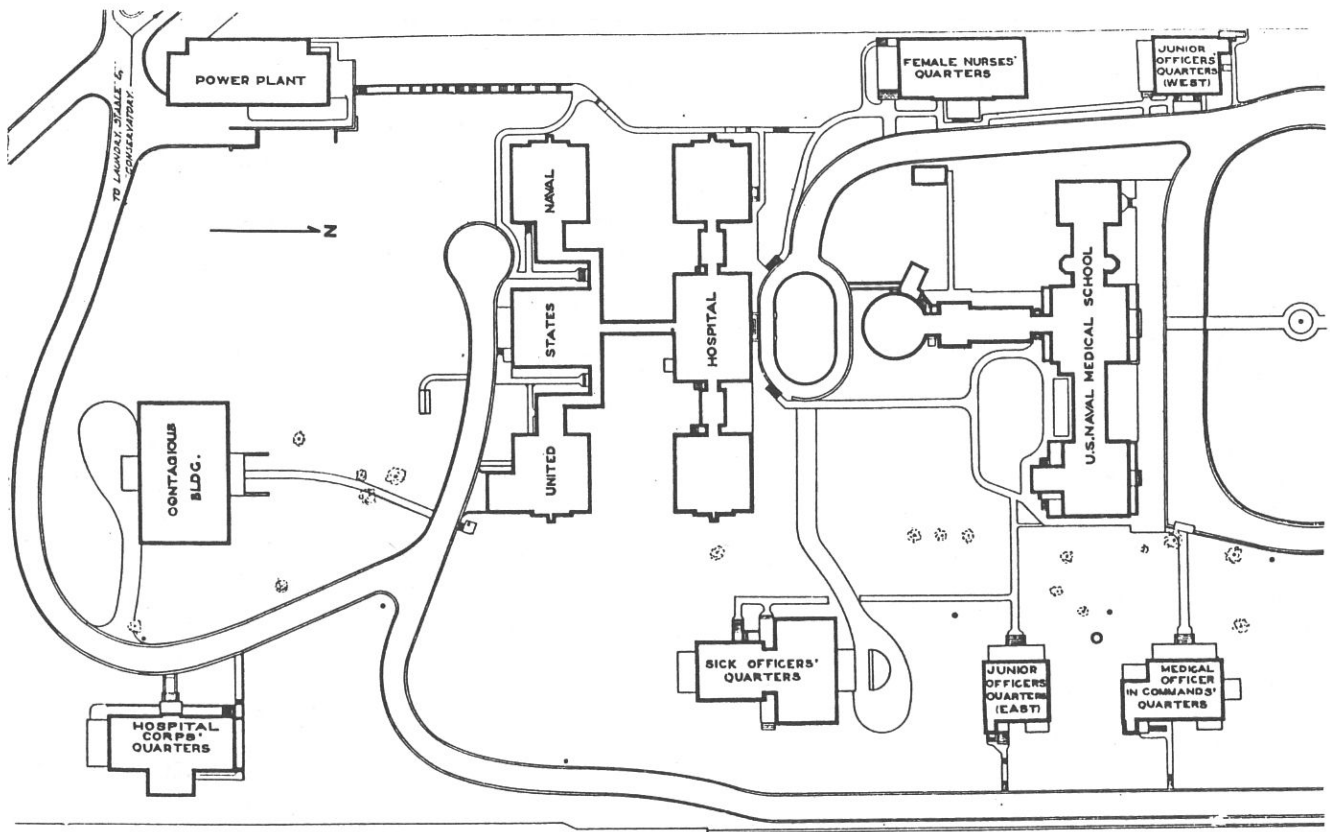 POWER PLANT
FEMALE NURSES'
QUARTERS
JUNIOR
OFFICERS'
QUARTERS
(WEST)
TO LAUNDRY, STABLE &
CONSERVATORY.
N
NAVAL
STATES
UNITED
HOSPITAL
U.S. NAVAL MEDICAL SCHOOL
CONTAGIOUS
BLDG.
SICK OFFICERS'
QUARTERS
JUNIOR
OFFICERS
QUARTERS
(EAST)
MEDICAL
OFFICER
IN COMMANDS'
QUARTERS
HOSPITAL
CORPS'
QUARTERS